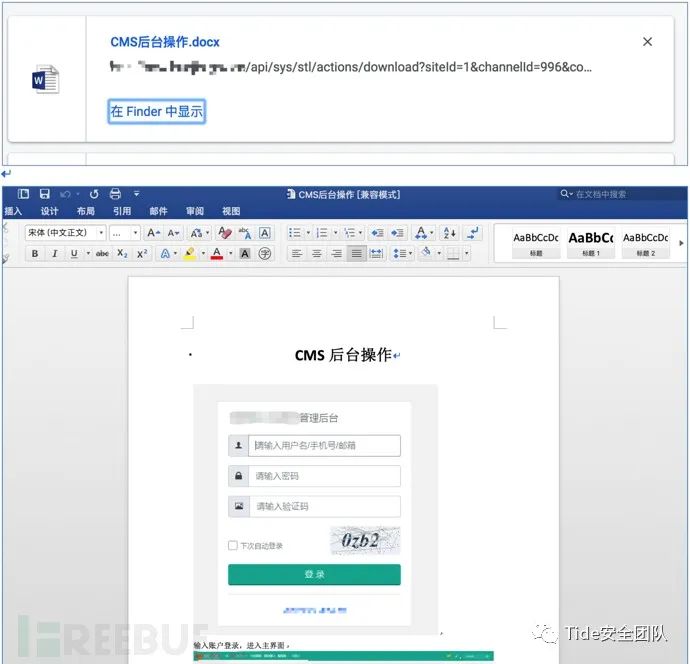 CMS后台操作.docx
/api/sys/stl/actions/download?siteId=1&channelId=996&co…
在 Finder 中显示
CMS后台操作 [兼容模式]
在文档中搜索
插入 设计 布局 引用 邮件 审阅 视图
宋体 (中文正文) ... A A Aa abc A
AaBbCcDc AaBbCc AaBbCcDc
标题 标题 1 标题 2
B I U abc X₂ X² A A A 字
CMS 后台操作
管理后台
请输入用户名/手机号/邮箱
请输入密码
请输入验证码
下次自动登录
0zb2
登 录
输入账户登录，进入主界面。
FREEBUF
Tide安全团队